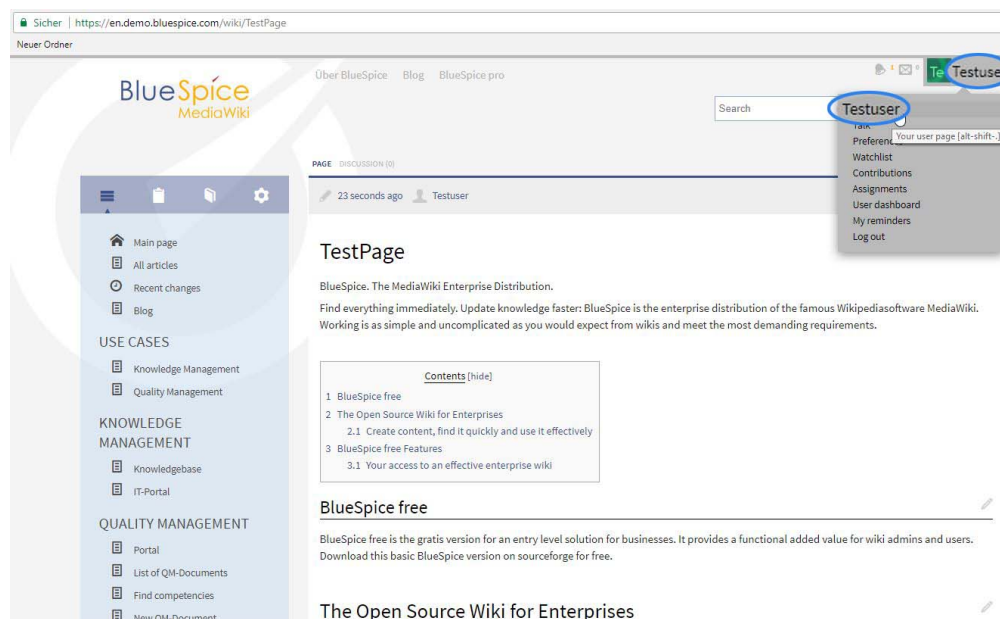 Sicher | https://en.demo.bluespice.com/wiki/TestPage
Neuer Ordner
BlueSpice
MediaWiki
Über BlueSpice Blog BlueSpice pro
1
Te Testuse
Search
Testuser
Talk
Your user page [alt-shift-.]
Watchlist
Contributions
Assignments
User dashboard
My reminders
Log out
PAGE DISCUSSION (0)
23 seconds ago Testuser
Main page
All articles
Recent changes
Blog
USE CASES
Knowledge Management
Quality Management
KNOWLEDGE
MANAGEMENT
Knowledgebase
IT-Portal
QUALITY MANAGEMENT
Portal
List of QM-Documents
Find competencies
New QM-Document
TestPage
BlueSpice. The MediaWiki Enterprise Distribution.
Find everything immediately. Update knowledge faster: BlueSpice is the enterprise distribution of the famous Wikipediasoftware MediaWiki.
Working is as simple and uncomplicated as you would expect from wikis and meet the most demanding requirements.
Contents [hide]
1 BlueSpice free
2 The Open Source Wiki for Enterprises
2.1 Create content, find it quickly and use it effectively
3 BlueSpice free Features
3.1 Your access to an effective enterprise wiki
BlueSpice free
BlueSpice free is the gratis version for an entry level solution for businesses. It provides a functional added value for wiki admins and users.
Download this basic BlueSpice version on sourceforge for free.
The Open Source Wiki for Enterprises